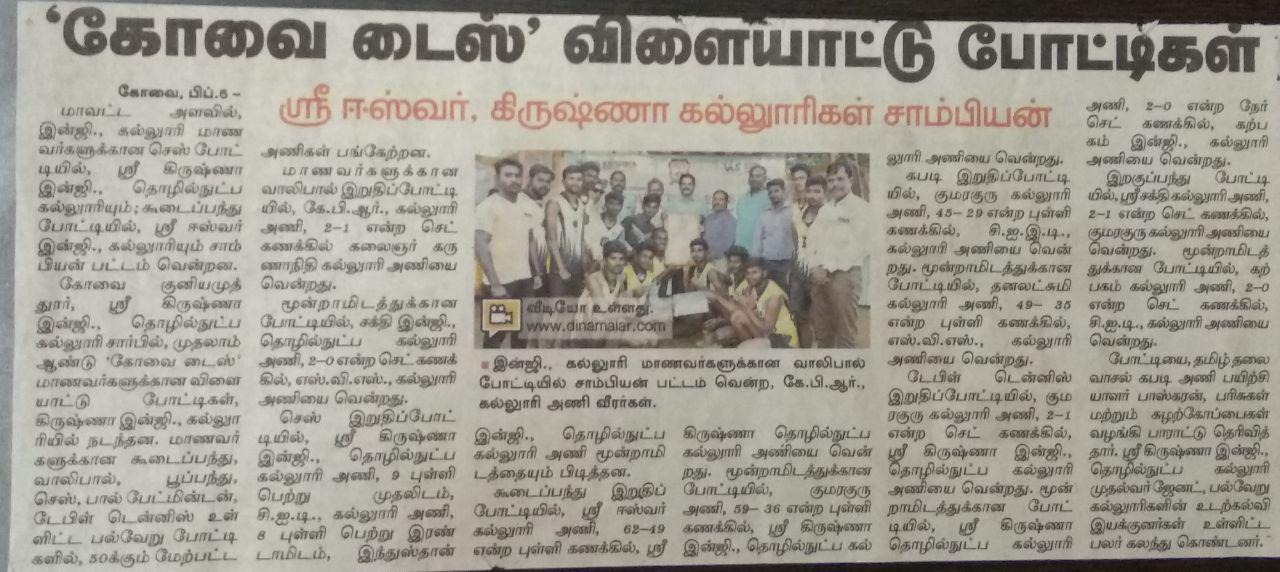 ‘கோவை டைஸ்’ விளையாட்டு போட்டிகள்
ஸ்ரீ ஈஸ்வர், கிருஷ்ணா கல்லூரிகள் சாம்பியன்
கோவை, பிப்.6 –
மாவட்ட அளவில்,
இன்ஜி., கல்லூரி மாண
வர்களுக்கான செஸ் போட்
டியில், ஸ்ரீ கிருஷ்ணா
இன்ஜி., தொழில்நுட்ப
கல்லூரியும்; கூடைப்பந்து
போட்டியில், ஸ்ரீ ஈஸ்வர்
இன்ஜி., கல்லூரியும் சாம்
பியன் பட்டம் வென்றன.
கோவை குனியமுத்
தூர், ஸ்ரீ கிருஷ்ணா
இன்ஜி., தொழில்நுட்ப
கல்லூரி சார்பில், முதலாம்
ஆண்டு ‘கோவை டைஸ்’
மாணவர்களுக்கான விளை
யாட்டு போட்டிகள்,
கிருஷ்ணா இன்ஜி., கல்லூ
ரியில் நடந்தன. மாணவர்
களுக்கான கூடைப்பந்து,
வாலிபால், பூப்பந்து,
செஸ், பால் பேட்மின்டன்,
டேபிள் டென்னிஸ் உள்
ளிட்ட பல்வேறு போட்டி
களில், 50க்கும் மேற்பட்ட
அணிகள் பங்கேற்றன.
மாணவர்களுக்கான
வாலிபால் இறுதிப்போட்டி
யில், கே.பி.ஆர்., கல்லூரி
அணி, 2-1 என்ற செட்
கணக்கில் கலைஞர் கரு
ணாநிதி கல்லூரி அணியை
வென்றது.
மூன்றாமிடத்துக்கான
போட்டியில், சக்தி இன்ஜி.,
தொழில்நுட்ப கல்லூரி
அணி, 2-0 என்ற செட் கணக்
கில், எஸ்.வி.எஸ்., கல்லூரி
அணியை வென்றது.
செஸ் இறுதிப்போட்
டியில், ஸ்ரீ கிருஷ்ணா
இன்ஜி., தொழில்நுட்ப
கல்லூரி அணி, 9 புள்ளி
பெற்று முதலிடம்,
சி.ஐ.டி., கல்லூரி அணி,
8 புள்ளி பெற்று இரண்
டாமிடம், இந்துஸ்தான்
வீடியோ உள்ளது.
www.dinamalar.com
இன்ஜி., கல்லூரி மாணவர்களுக்கான வாலிபால்
போட்டியில் சாம்பியன் பட்டம் வென்ற, கே.பி.ஆர்.,
கல்லூரி அணி வீரர்கள்.
இன்ஜி., தொழில்நுட்ப
கல்லூரி அணி மூன்றாமி
டத்தையும் பிடித்தன.
கூடைப்பந்து இறுதிப்
போட்டியில், ஸ்ரீ ஈஸ்வர்
கல்லூரி அணி, 62-49
என்ற புள்ளி கணக்கில், ஸ்ரீ
கிருஷ்ணா தொழில்நுட்ப
கல்லூரி அணியை வென்
றது. மூன்றாமிடத்துக்கான
போட்டியில், குமரகுரு
அணி, 59– 36 என்ற புள்ளி
கணக்கில், ஸ்ரீ கிருஷ்ணா
இன்ஜி., தொழில்நுட்ப கல்
லூரி அணியை வென்றது.
கபடி இறுதிப்போட்டி
யில், குமரகுரு கல்லூரி
அணி, 45– 29 என்ற புள்ளி
கணக்கில், சி.ஐ.இ.டி.,
கல்லூரி அணியை வென்
றது. மூன்றாமிடத்துக்கான
போட்டியில், தனலட்சுமி
கல்லூரி அணி, 49– 35
என்ற புள்ளி கணக்கில்,
எஸ்.வி.எஸ்., கல்லூரி
அணியை வென்றது.
டேபிள் டென்னிஸ்
இறுதிப்போட்டியில், கும
ரகுரு கல்லூரி அணி, 2-1
என்ற செட் கணக்கில்,
ஸ்ரீ கிருஷ்ணா இன்ஜி.,
தொழில்நுட்ப கல்லூரி
அணியை வென்றது. மூன்
றாமிடத்துக்கான போட்
டியில், ஸ்ரீ கிருஷ்ணா
தொழில்நுட்ப கல்லூரி
அணி, 2-0 என்ற நேர்
செட் கணக்கில், கற்ப
கம் இன்ஜி., கல்லூரி
அணியை வென்றது.
இறகுப்பந்து போட்டி
யில், ஸ்ரீசக்தி கல்லூரி அணி,
2-1 என்ற செட் கணக்கில்,
குமரகுரு கல்லூரி அணியை
வென்றது. மூன்றாமிடத்
துக்கான போட்டியில், கற்
பகம் கல்லூரி அணி, 2-0
என்ற செட் கணக்கில்,
சி.ஐ.டி., கல்லூரி அணியை
வென்றது.
போட்டியை, தமிழ் தலை
வாசல் கபடி அணி பயிற்சி
யாளர் பாஸ்கரன், பரிசுகள்
மற்றும் சுழற்கோப்பைகள்
வழங்கி பாராட்டு தெரிவித்
தார். ஸ்ரீ கிருஷ்ணா இன்ஜி.,
தொழில்நுட்ப கல்லூரி
முதல்வர் ஜேனட், பல்வேறு
கல்லூரிகளின் உடற்கல்வி
இயக்குனர்கள் உள்ளிட்ட
பலர் கலந்து கொண்டனர்.